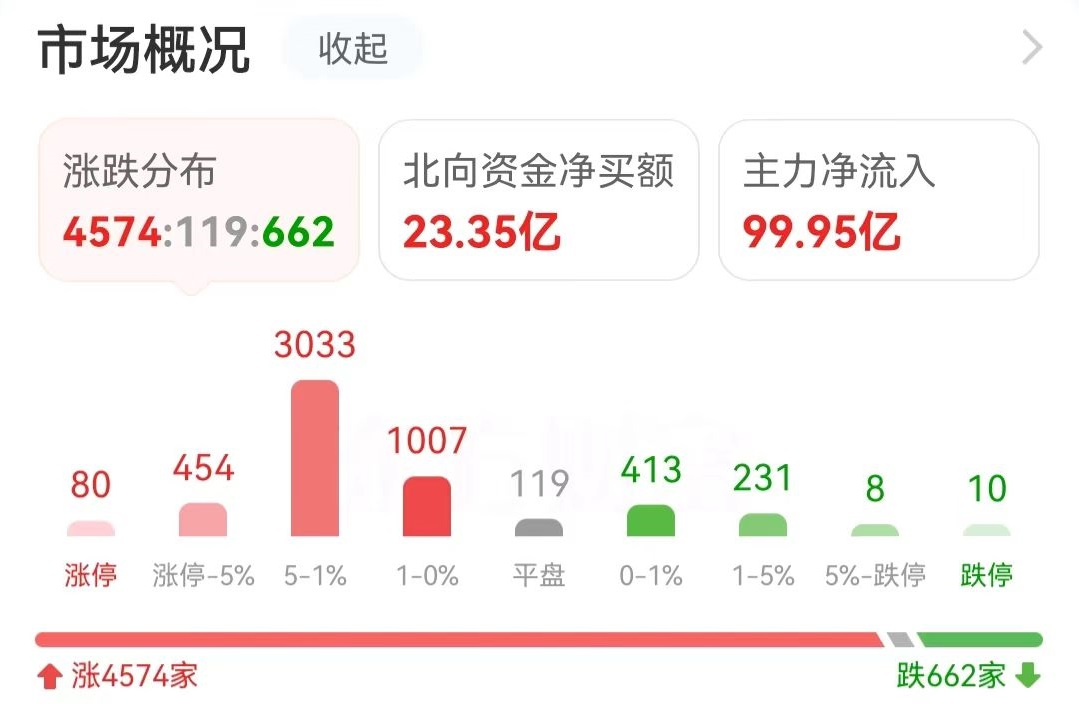 市场概况 收起
涨跌分布 北向资金净买额 主力净流入
4574:119:662 23.35亿 99.95亿
80 454 3033 1007 119 413 231 8 10
涨停 涨停-5% 5-1% 1-0% 平盘 0-1% 1-5% 5%-跌停 跌停
涨4574家 跌662家